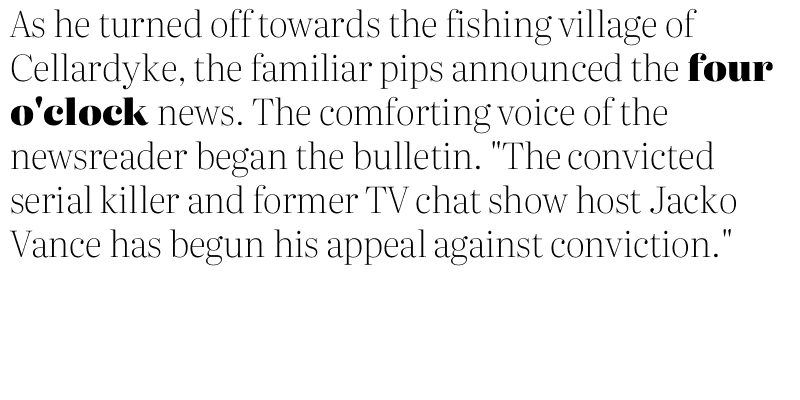 As he turned off towards the fishing village of
Cellardyke, the familiar pips announced the four
o'clock news. The comforting voice of the
newsreader began the bulletin. "The convicted
serial killer and former TV chat show host Jacko
Vance has begun his appeal against conviction."